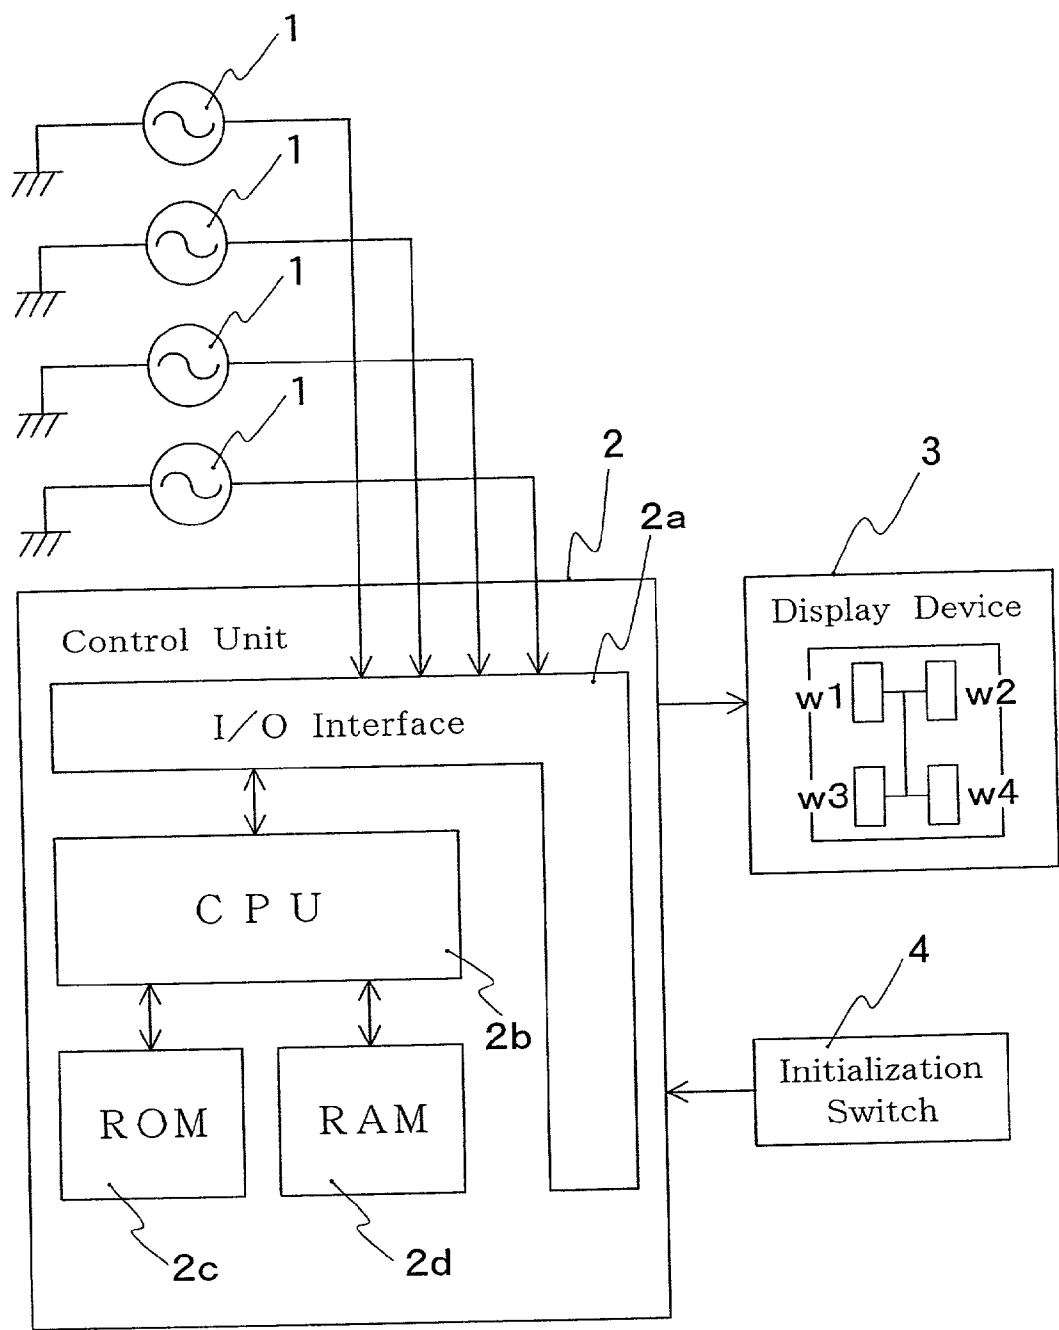 1
1
1
1
2
2a
3
Control Unit
Display Device
I/O Interface
w1
w2
w3
w4
CPU
2b
4
ROM
RAM
Initialization
Switch
2c
2d